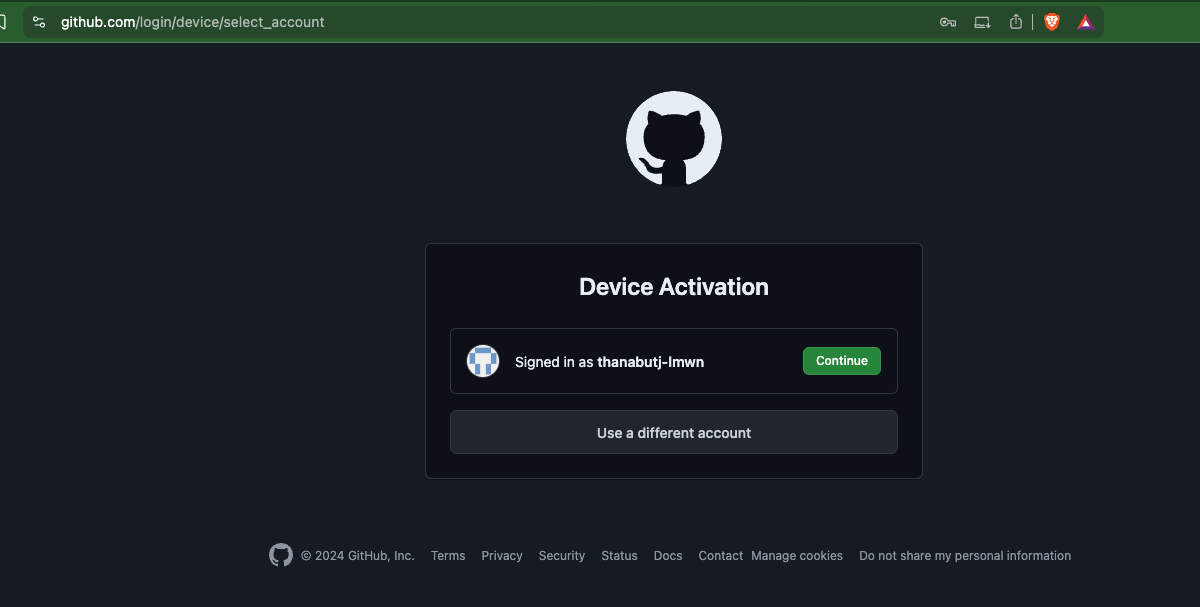 github.com/login/device/select_account
Device Activation
Signed in as thanabutj-lmwn
Continue
Use a different account
© 2024 GitHub, Inc. Terms Privacy Security Status Docs Contact Manage cookies Do not share my personal information